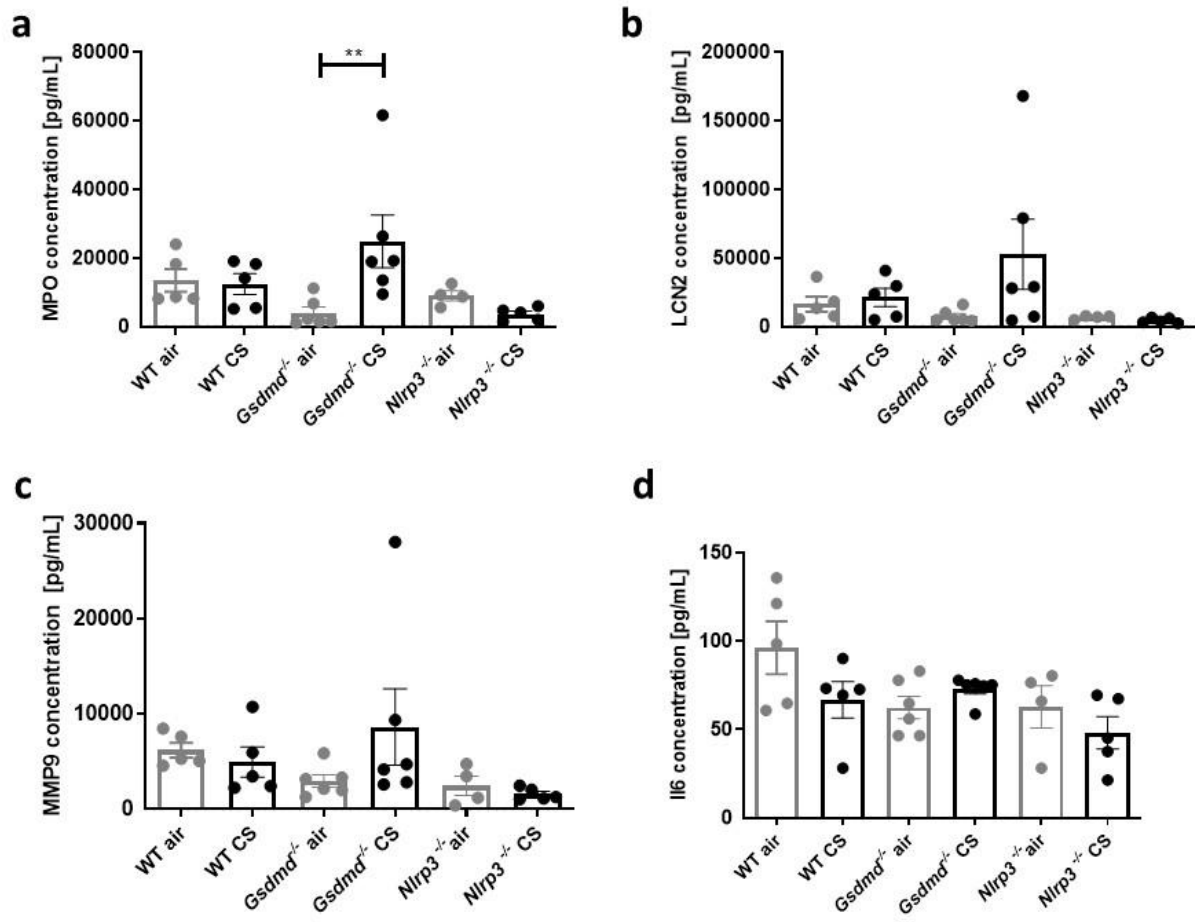 a
MPO concentration [pg/mL]
80000
60000
40000
20000
0
**
WT air
WT CS
Gsdmd-/- air
Gsdmd-/- CS
Nlrp3 -/- air
Nlrp3 -/- CS
b
LCN2 concentration [pg/mL]
200000
150000
100000
50000
0
WT air
WT CS
Gsdmd-/- air
Gsdmd-/- CS
Nlrp3 -/- air
Nlrp3 -/- CS
c
MMP9 concentration [pg/mL]
30000
20000
10000
0
WT air
WT CS
Gsdmd-/- air
Gsdmd-/- CS
Nlrp3 -/- air
Nlrp3 -/- CS
d
Il6 concentration [pg/mL]
150
100
50
0
WT air
WT CS
Gsdmd-/- air
Gsdmd-/- CS
Nlrp3 -/- air
Nlrp3 -/- CS